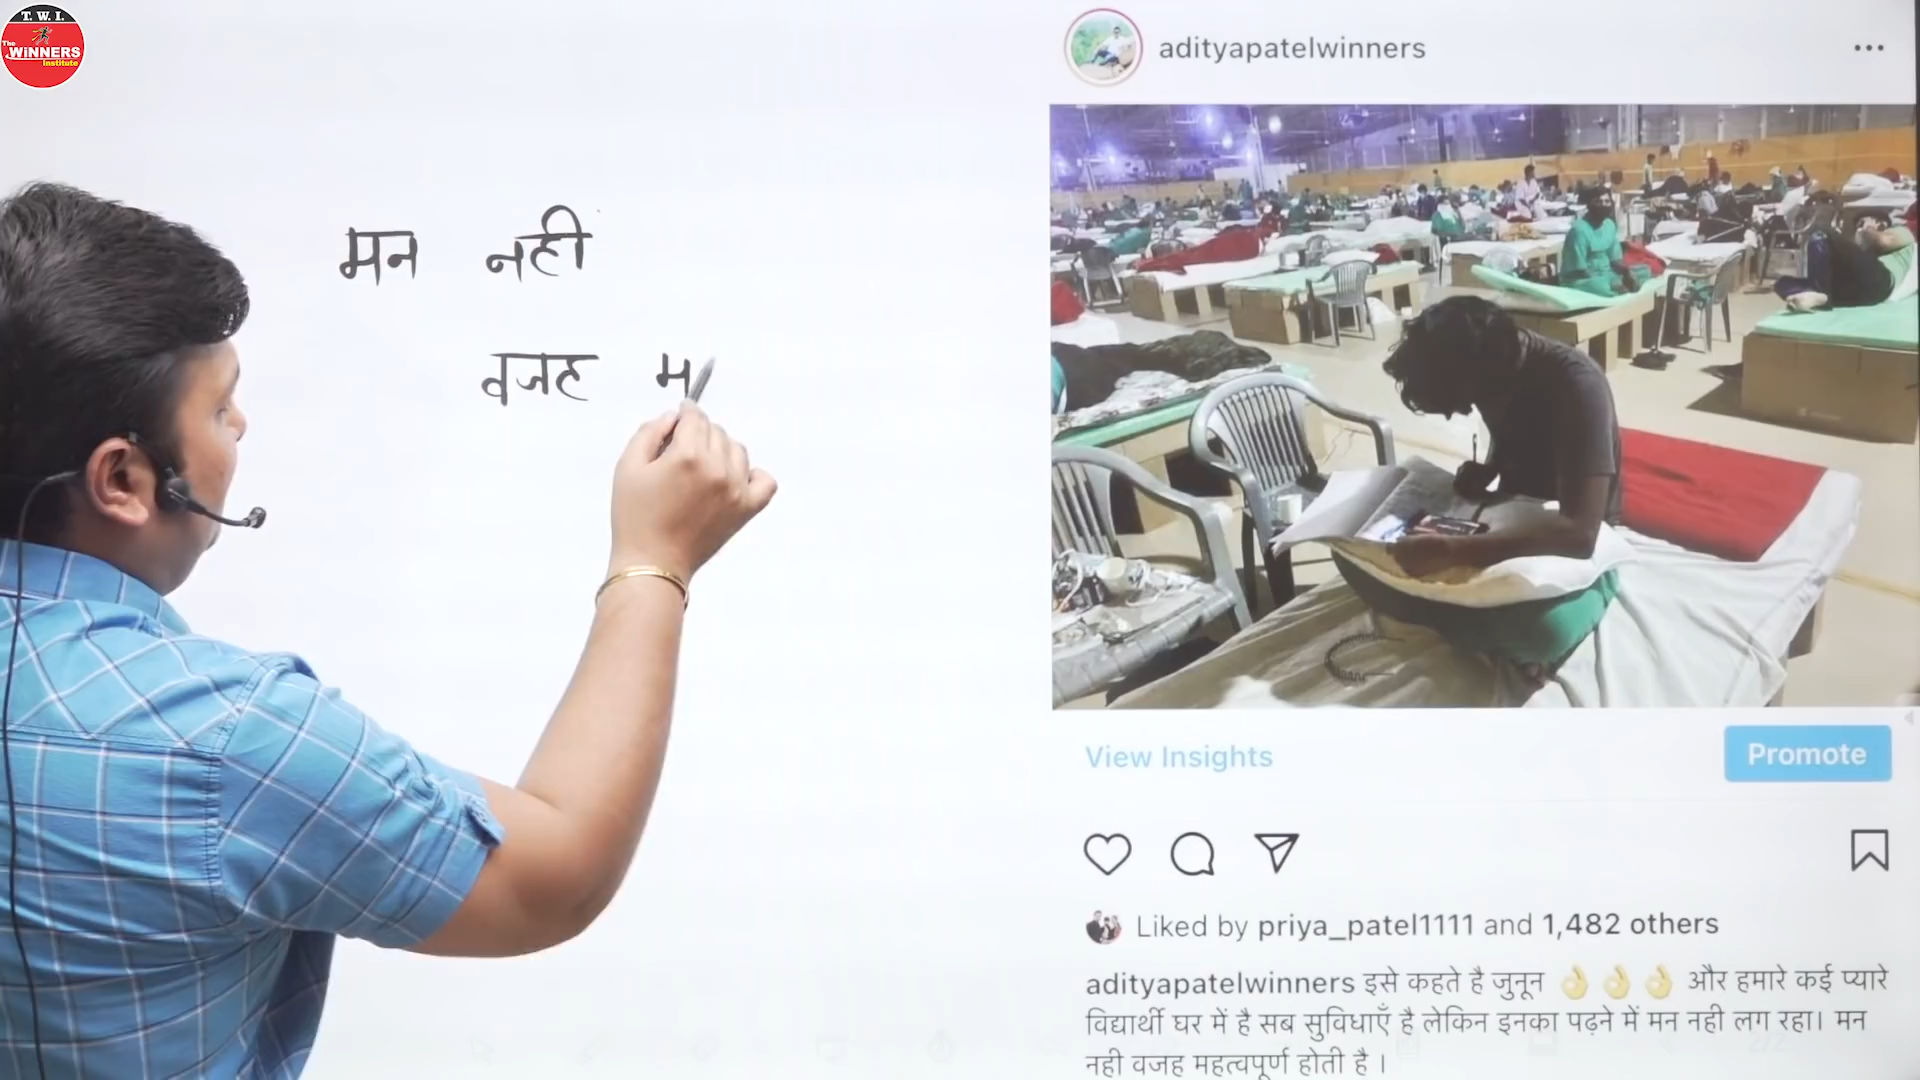 T. W. I.
The
WiNNERS
Institute
मन नही
वजह म
adityapatelwinners
View Insights
Promote
Liked by priya_patel1111 and 1,482 others
adityapatelwinners इसे कहते है जुनून 👌👌👌 और हमारे कई प्यारे
विद्यार्थी घर में है सब सुविधाएँ है लेकिन इनका पढ़ने में मन नही लग रहा। मन
नही वजह महत्वपूर्ण होती है ।